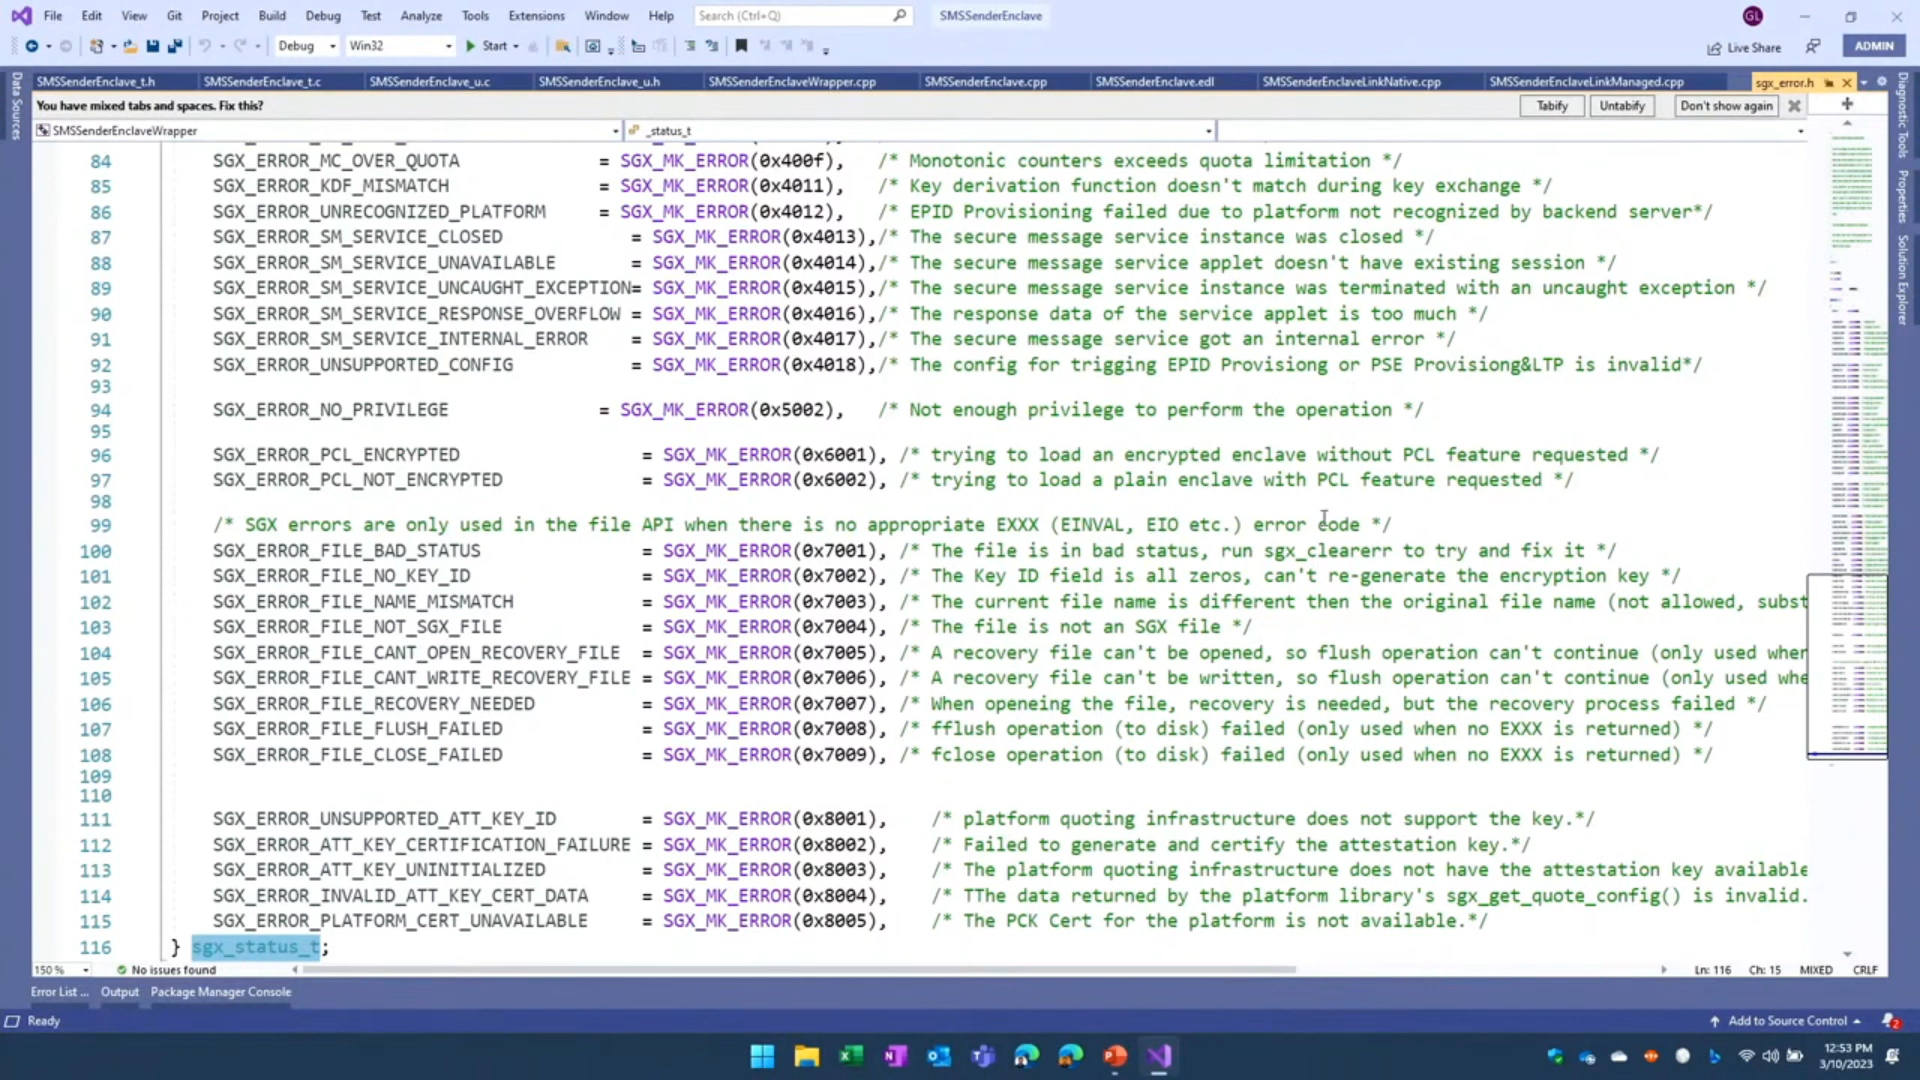 File Edit View Git Project Build Debug Test Analyze Tools Extensions Window Help Search (Ctrl+Q) SMSSenderEnclave GL
Debug Win32 Start Live Share ADMIN
SMSSenderEnclave_t.h SMSSenderEnclave_t.c SMSSenderEnclave_u.c SMSSenderEnclave_u.h SMSSenderEnclaveWrapper.cpp SMSSenderEnclave.cpp SMSSenderEnclave.edl SMSSenderEnclaveLinkNative.cpp SMSSenderEnclaveLinkManaged.cpp sgx_error.h
You have mixed tabs and spaces. Fix this? Tabify Untabify Don't show again
SMSSenderEnclaveWrapper _status_t
84 SGX_ERROR_MC_OVER_QUOTA = SGX_MK_ERROR(0x400f), /* Monotonic counters exceeds quota limitation */
85 SGX_ERROR_KDF_MISMATCH = SGX_MK_ERROR(0x4011), /* Key derivation function doesn't match during key exchange */
86 SGX_ERROR_UNRECOGNIZED_PLATFORM = SGX_MK_ERROR(0x4012), /* EPID Provisioning failed due to platform not recognized by backend server*/
87 SGX_ERROR_SM_SERVICE_CLOSED = SGX_MK_ERROR(0x4013),/* The secure message service instance was closed */
88 SGX_ERROR_SM_SERVICE_UNAVAILABLE = SGX_MK_ERROR(0x4014),/* The secure message service applet doesn't have existing session */
89 SGX_ERROR_SM_SERVICE_UNCAUGHT_EXCEPTION= SGX_MK_ERROR(0x4015),/* The secure message service instance was terminated with an uncaught exception */
90 SGX_ERROR_SM_SERVICE_RESPONSE_OVERFLOW = SGX_MK_ERROR(0x4016),/* The response data of the service applet is too much */
91 SGX_ERROR_SM_SERVICE_INTERNAL_ERROR = SGX_MK_ERROR(0x4017),/* The secure message service got an internal error */
92 SGX_ERROR_UNSUPPORTED_CONFIG = SGX_MK_ERROR(0x4018),/* The config for trigging EPID Provisiong or PSE Provisiong&LTP is invalid*/
93
94 SGX_ERROR_NO_PRIVILEGE = SGX_MK_ERROR(0x5002), /* Not enough privilege to perform the operation */
95
96 SGX_ERROR_PCL_ENCRYPTED = SGX_MK_ERROR(0x6001), /* trying to load an encrypted enclave without PCL feature requested */
97 SGX_ERROR_PCL_NOT_ENCRYPTED = SGX_MK_ERROR(0x6002), /* trying to load a plain enclave with PCL feature requested */
98
99 /* SGX errors are only used in the file API when there is no appropriate EXXX (EINVAL, EIO etc.) error code */
100 SGX_ERROR_FILE_BAD_STATUS = SGX_MK_ERROR(0x7001), /* The file is in bad status, run sgx_clearerr to try and fix it */
101 SGX_ERROR_FILE_NO_KEY_ID = SGX_MK_ERROR(0x7002), /* The Key ID field is all zeros, can't re-generate the encryption key */
102 SGX_ERROR_FILE_NAME_MISMATCH = SGX_MK_ERROR(0x7003), /* The current file name is different then the original file name (not allowed, subst
103 SGX_ERROR_FILE_NOT_SGX_FILE = SGX_MK_ERROR(0x7004), /* The file is not an SGX file */
104 SGX_ERROR_FILE_CANT_OPEN_RECOVERY_FILE = SGX_MK_ERROR(0x7005), /* A recovery file can't be opened, so flush operation can't continue (only used when
105 SGX_ERROR_FILE_CANT_WRITE_RECOVERY_FILE = SGX_MK_ERROR(0x7006), /* A recovery file can't be written, so flush operation can't continue (only used whe
106 SGX_ERROR_FILE_RECOVERY_NEEDED = SGX_MK_ERROR(0x7007), /* When openeing the file, recovery is needed, but the recovery process failed */
107 SGX_ERROR_FILE_FLUSH_FAILED = SGX_MK_ERROR(0x7008), /* fflush operation (to disk) failed (only used when no EXXX is returned) */
108 SGX_ERROR_FILE_CLOSE_FAILED = SGX_MK_ERROR(0x7009), /* fclose operation (to disk) failed (only used when no EXXX is returned) */
109
110
111 SGX_ERROR_UNSUPPORTED_ATT_KEY_ID = SGX_MK_ERROR(0x8001), /* platform quoting infrastructure does not support the key.*/
112 SGX_ERROR_ATT_KEY_CERTIFICATION_FAILURE = SGX_MK_ERROR(0x8002), /* Failed to generate and certify the attestation key.*/
113 SGX_ERROR_ATT_KEY_UNINITIALIZED = SGX_MK_ERROR(0x8003), /* The platform quoting infrastructure does not have the attestation key available
114 SGX_ERROR_INVALID_ATT_KEY_CERT_DATA = SGX_MK_ERROR(0x8004), /* TThe data returned by the platform library's sgx_get_quote_config() is invalid.
115 SGX_ERROR_PLATFORM_CERT_UNAVAILABLE = SGX_MK_ERROR(0x8005), /* The PCK Cert for the platform is not available.*/
116 } sgx_status_t;
150 % No issues found Ln: 116 Ch: 15 MIXED CRLF
Error List ... Output Package Manager Console
Ready Add to Source Control 2
12:53 PM
3/10/2023
Data Sources
Diagnostic Tools
Properties
Solution Explorer